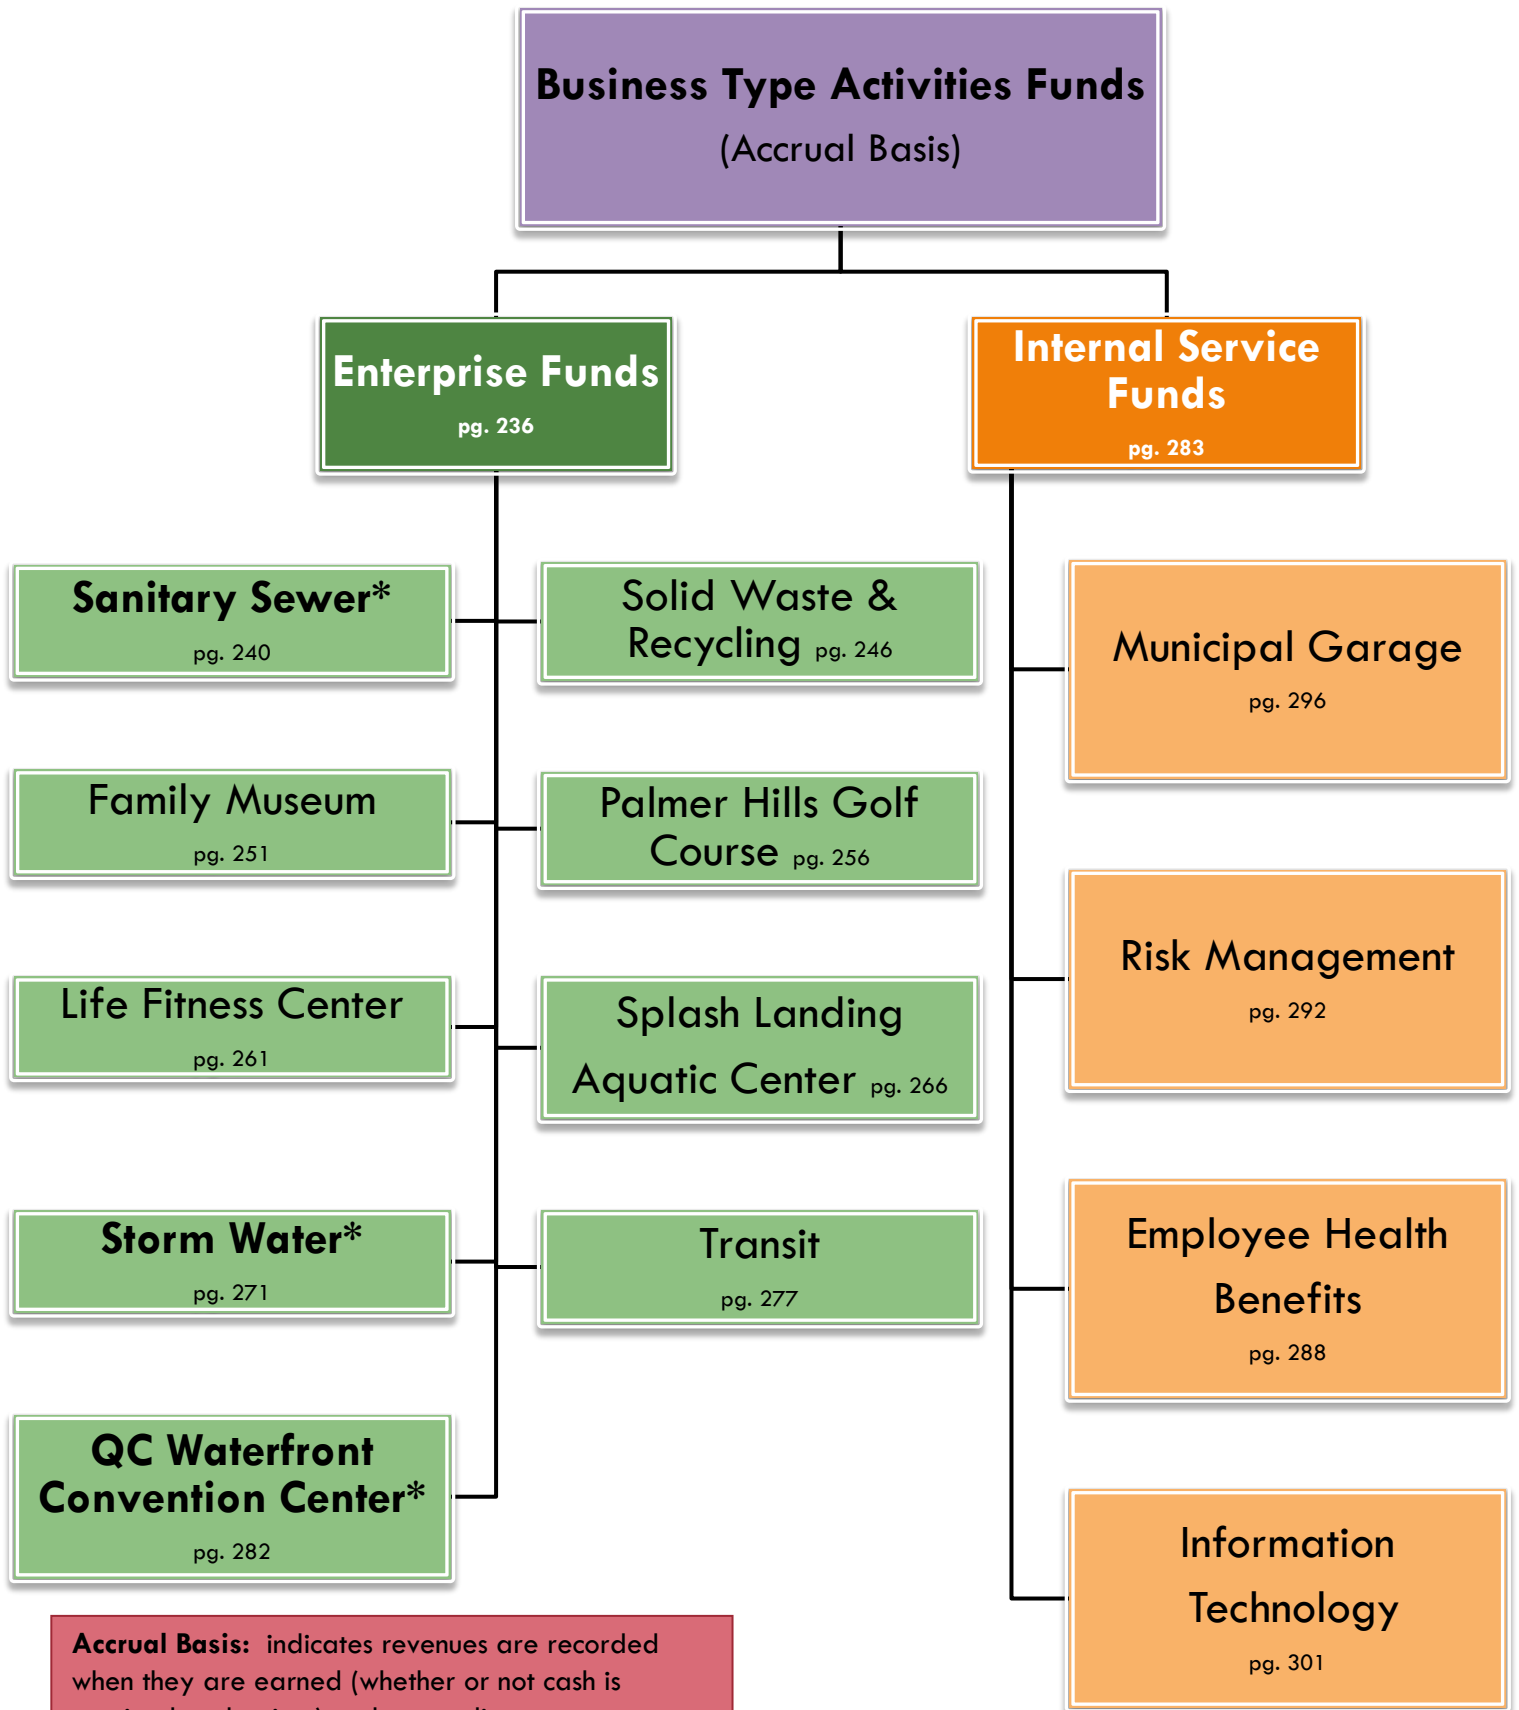 Business Type Activities Funds
(Accrual Basis)
Enterprise Funds
pg. 236
Internal Service
Funds
pg. 283
Sanitary Sewer*
pg. 240
Solid Waste &
Recycling pg. 246
Family Museum
pg. 251
Palmer Hills Golf
Course pg. 256
Life Fitness Center
pg. 261
Splash Landing
Aquatic Center pg. 266
Storm Water*
pg. 271
Transit
pg. 277
QC Waterfront
Convention Center*
pg. 282
Municipal Garage
pg. 296
Risk Management
pg. 292
Employee Health
Benefits
pg. 288
Information
Technology
pg. 301
Accrual Basis: indicates revenues are recorded
when they are earned (whether or not cash is